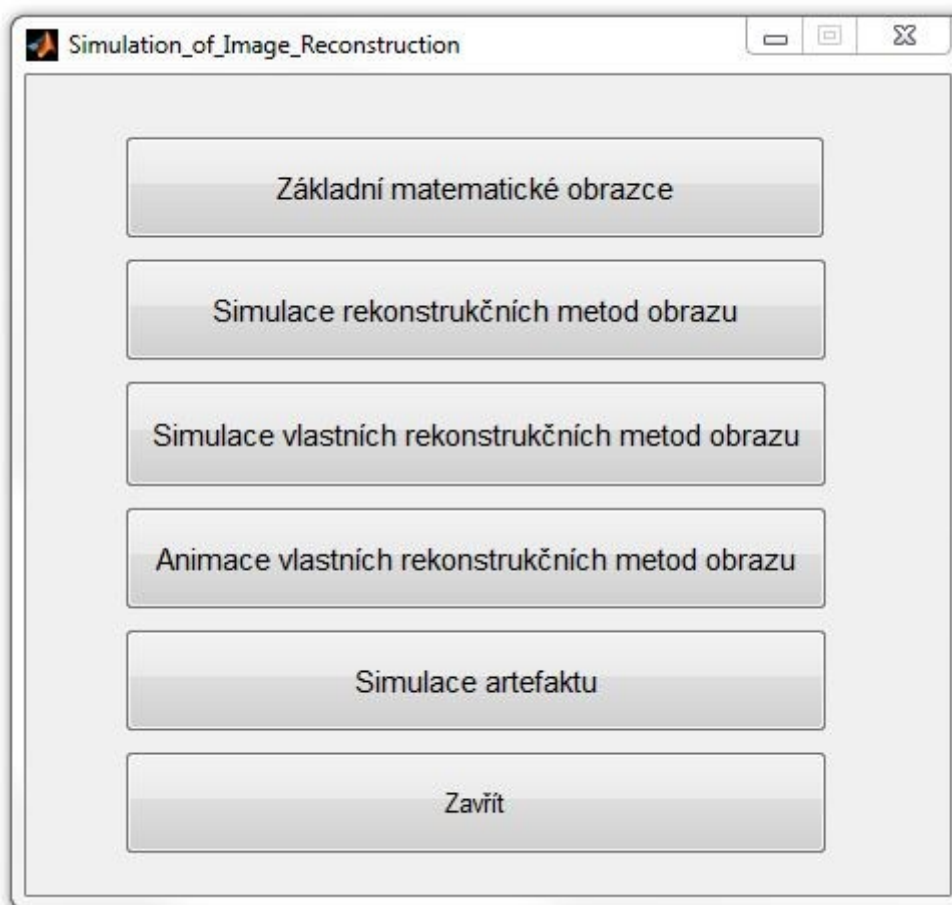 Simulation_of_Image_Reconstruction
Základní matematické obrazce
Simulace rekonstrukčních metod obrazu
Simulace vlastních rekonstrukčních metod obrazu
Animace vlastních rekonstrukčních metod obrazu
Simulace artefaktu
Zavřít